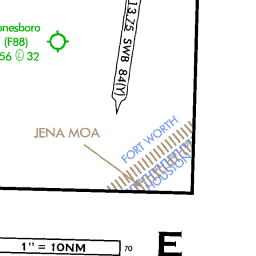 onesboro
(F88)
56 Ⓛ 32
13.75 SWB 84(Y)
JENA MOA
FORT WORTH
HOUSTON
1" = 10NM
70
E